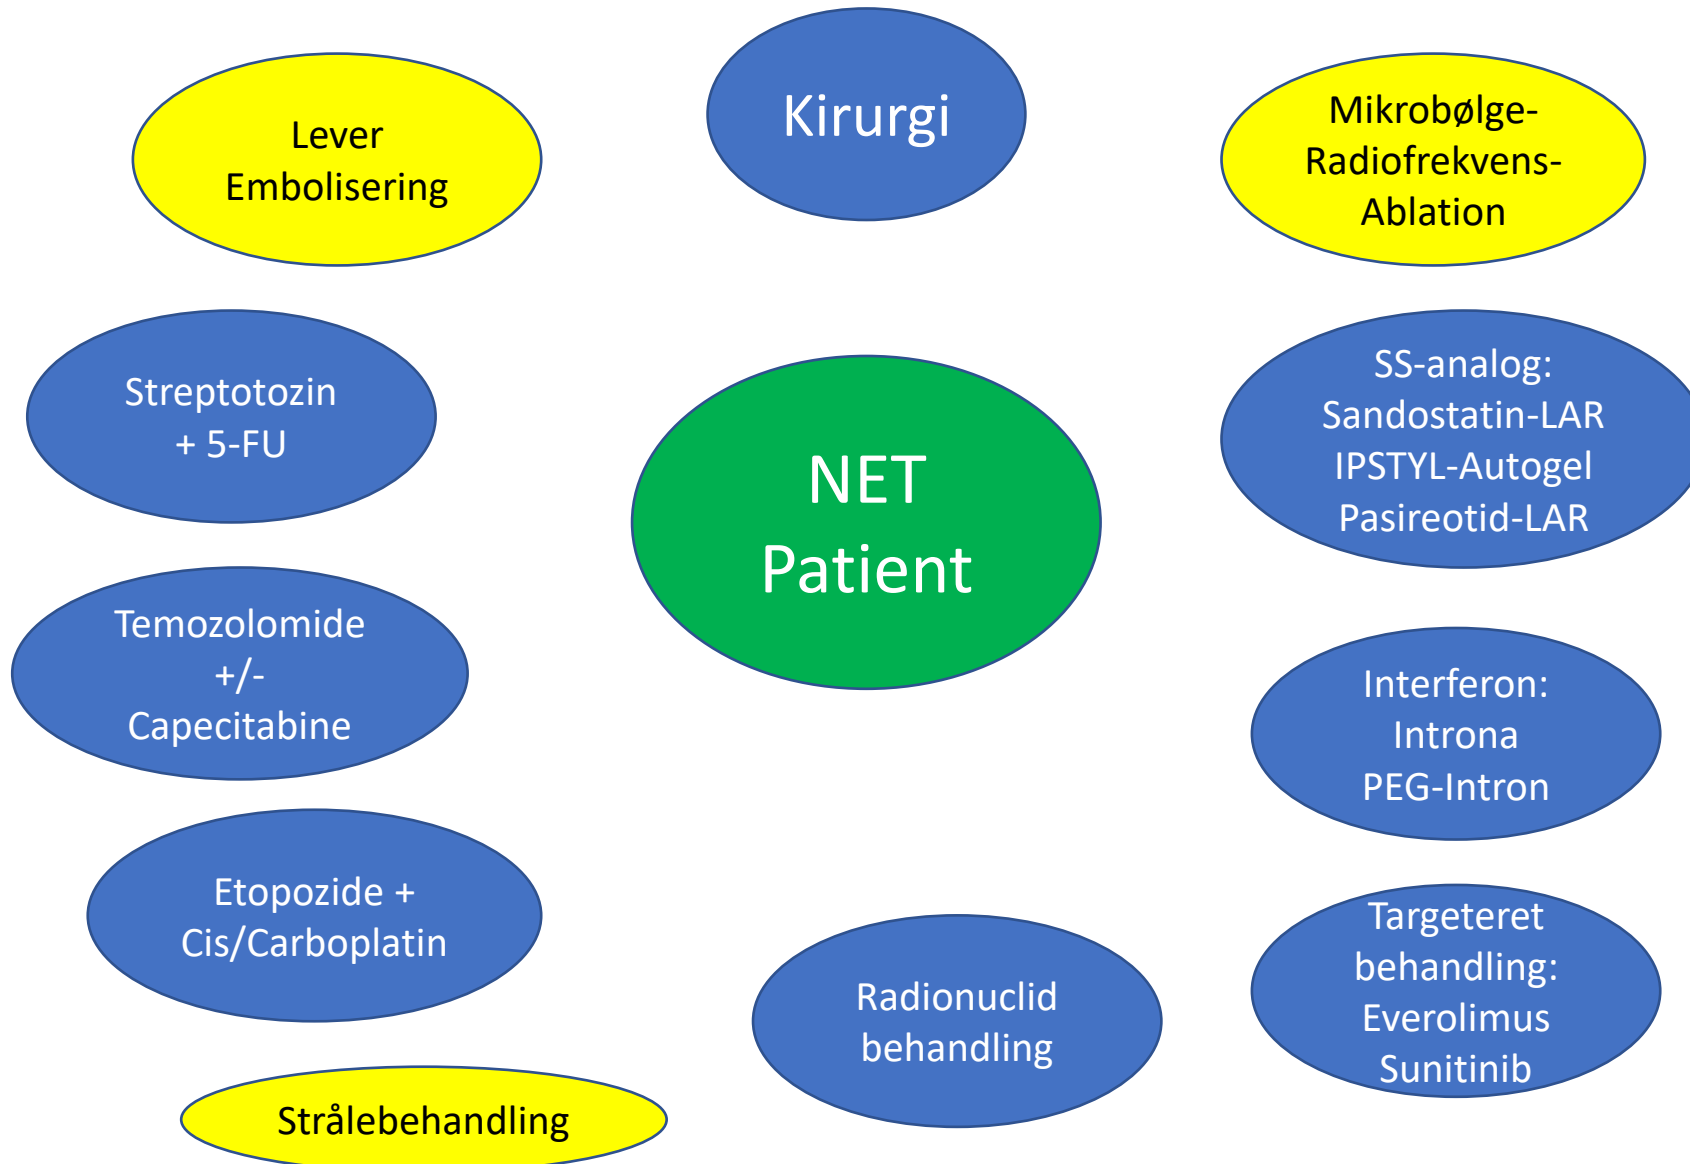 Lever
Embolisering
Kirurgi
Mikrobølge-
Radiofrekvens-
Ablation
Streptotozin
+ 5-FU
NET
Patient
SS-analog:
Sandostatin-LAR
IPSTYL-Autogel
Pasireotid-LAR
Temozolomide
+/-
Capecitabine
Interferon:
Introna
PEG-Intron
Etopozide +
Cis/Carboplatin
Radionuclid
behandling
Targeteret
behandling:
Everolimus
Sunitinib
Strålebehandling